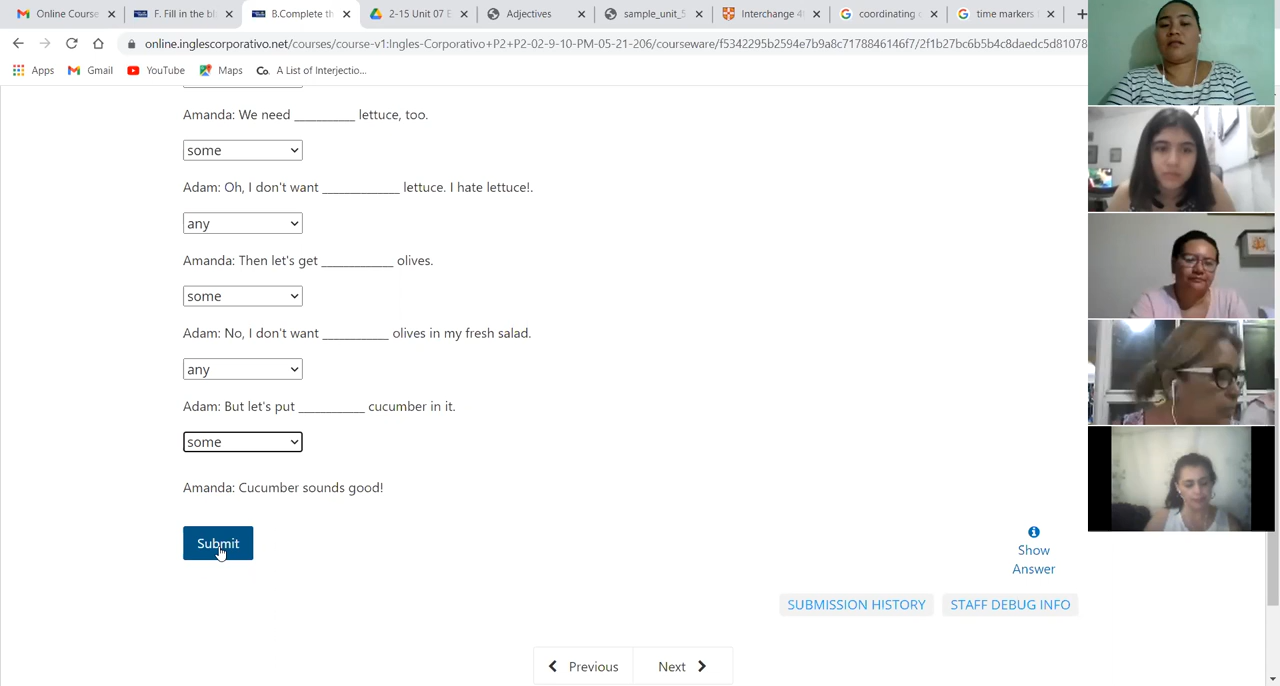 Online Course
F. Fill in the bl
B.Complete th
2-15 Unit 07 E
Adjectives
sample_unit_5
Interchange 4
coordinating
time markers
online.inglescorporativo.net/courses/course-v1:Ingles-Corporativo+P2+P2-02-9-10-PM-05-21-206/courseware/f5342295b2594e7b9a8c7178846146f7/2f1b27bc6b5b4c8daedc5d81078
Apps
Gmail
YouTube
Maps
Co.
A List of Interjectio...
Amanda: We need __________ lettuce, too.
some
Adam: Oh, I don't want _____________ lettuce. I hate lettuce!.
any
Amanda: Then let's get ____________ olives.
some
Adam: No, I don't want ___________ olives in my fresh salad.
any
Adam: But let's put ___________ cucumber in it.
some
Amanda: Cucumber sounds good!
Submit
Show
Answer
SUBMISSION HISTORY
STAFF DEBUG INFO
Previous
Next